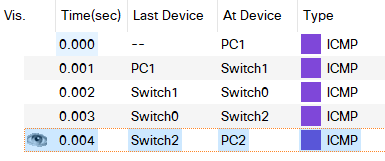 Vis. Time(sec) Last Device At Device Type
0.000 -- PC1 ICMP
0.001 PC1 Switch1 ICMP
0.002 Switch1 Switch0 ICMP
0.003 Switch0 Switch2 ICMP
0.004 Switch2 PC2 ICMP